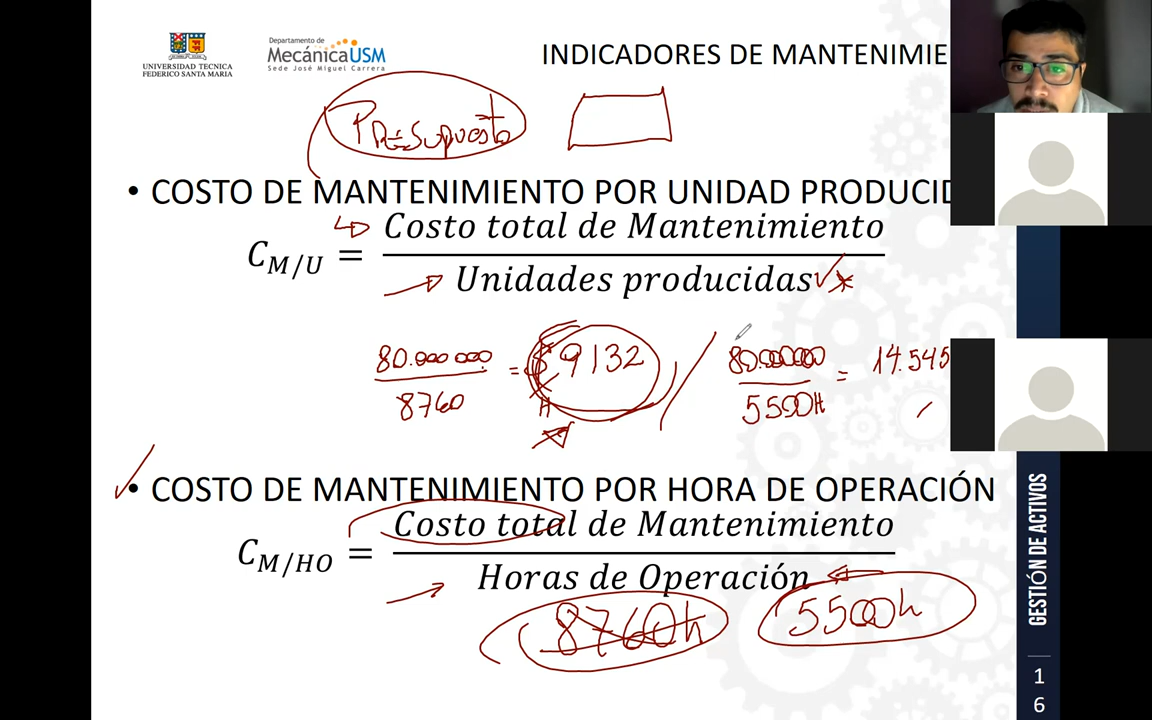 UNIVERSIDAD TECNICA
FEDERICO SANTA MARIA
Departamento de
MecánicaUSM
Sede José Miguel Carrera
INDICADORES DE MANTENIMIE
Presupuesto
• COSTO DE MANTENIMIENTO POR UNIDAD PRODUCID
C M/U = Costo total de Mantenimiento
Unidades producidas
80.000.000 / 8760 = $ 9132
H
80.000000 / 5500H = 14.545
• COSTO DE MANTENIMIENTO POR HORA DE OPERACIÓN
C M/HO = Costo total de Mantenimiento
Horas de Operación
8760h 5500h
GESTIÓN DE ACTIVOS
1
6